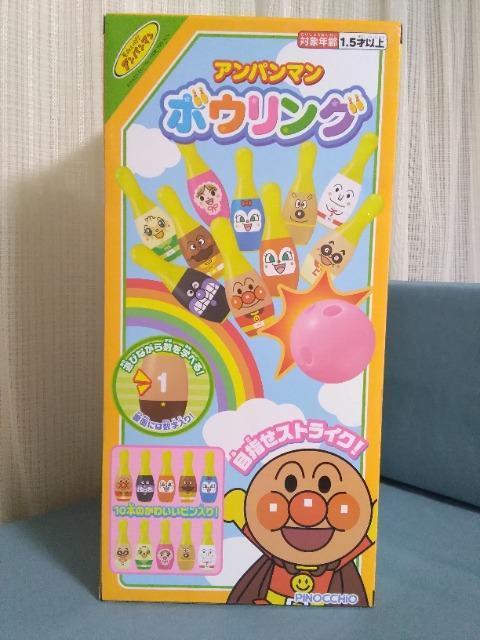 それいけ!
アンパンマン
対象年齢 1.5才以上
アンパンマン
ボウリング
遊びながら数を学べる!
1
裏面には数字入り!
10本のかわいいピン入り!
目指せストライク!
PINOCCHIO